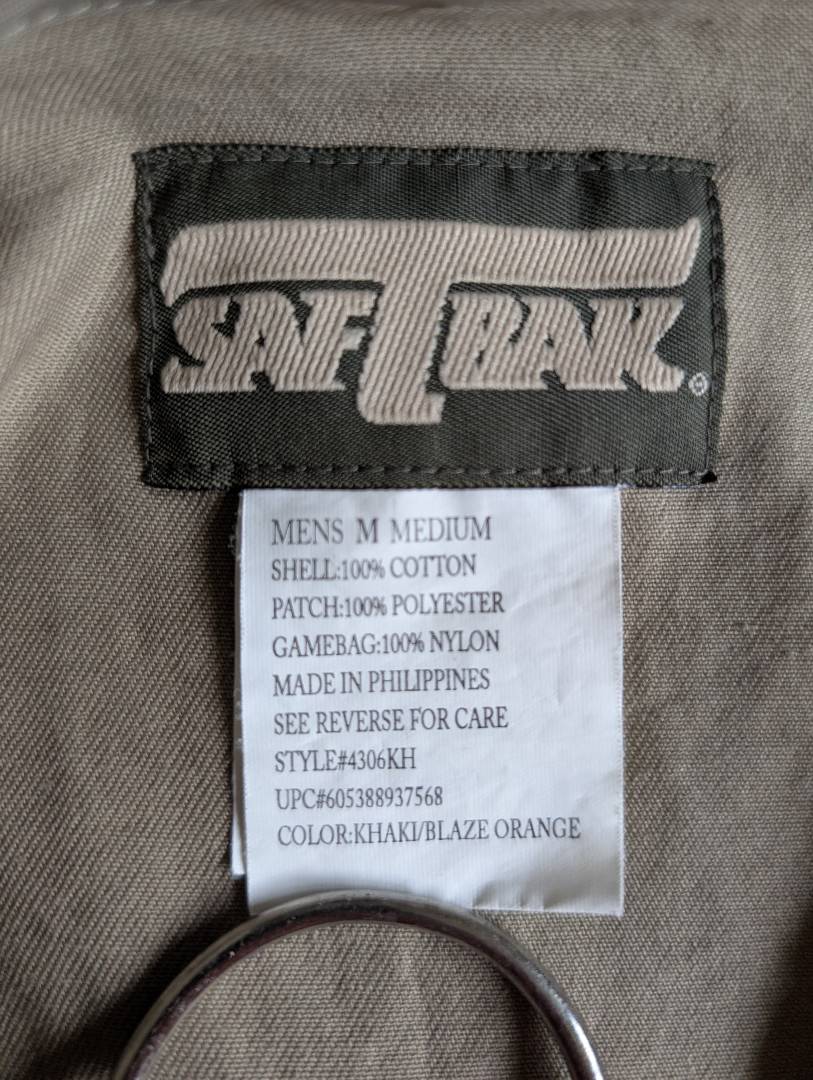 SAFTBAK®
MENS M MEDIUM
SHELL:100% COTTON
PATCH:100% POLYESTER
GAMEBAG:100% NYLON
MADE IN PHILIPPINES
SEE REVERSE FOR CARE
STYLE#4306KH
UPC#605388937568
COLOR:KHAKI/BLAZE ORANGE